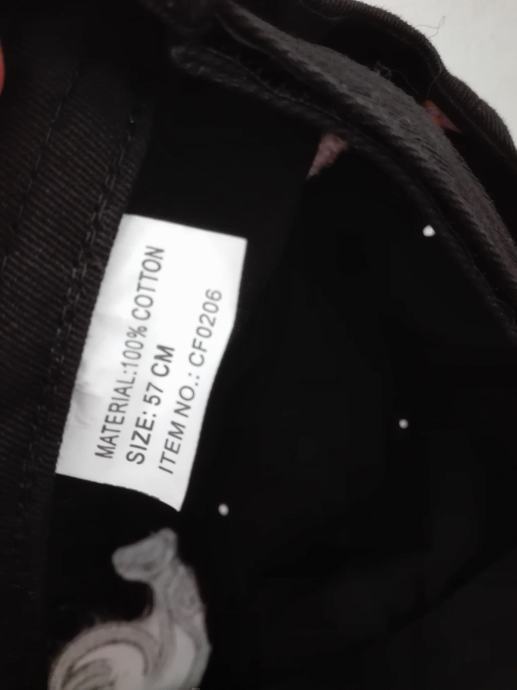 MATERIAL:100% COTTON
SIZE: 57 CM
ITEM NO.: CF0206